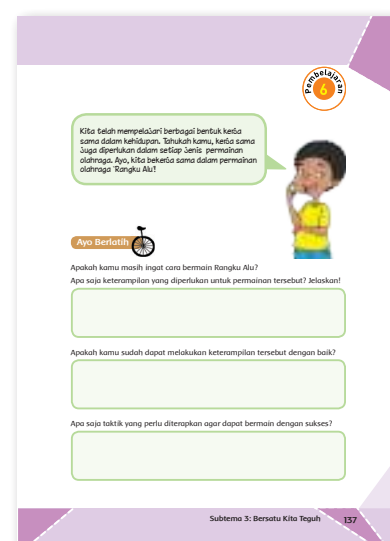 Pembelajaran
6
Kita telah mempelajari berbagai bentuk kerja
sama dalam kehidupan. Tahukah kamu, kerja sama
juga diperlukan dalam setiap jenis permainan
olahraga. Ayo, kita bekerja sama dalam permainan
olahraga 'Rangku Alu'!
Ayo Berlatih
Apakah kamu masih ingat cara bermain Rangku Alu?
Apa saja keterampilan yang diperlukan untuk permainan tersebut? Jelaskan!
Apakah kamu sudah dapat melakukan keterampilan tersebut dengan baik?
Apa saja taktik yang perlu diterapkan agar dapat bermain dengan sukses?
Subtema 3: Bersatu Kita Teguh 137